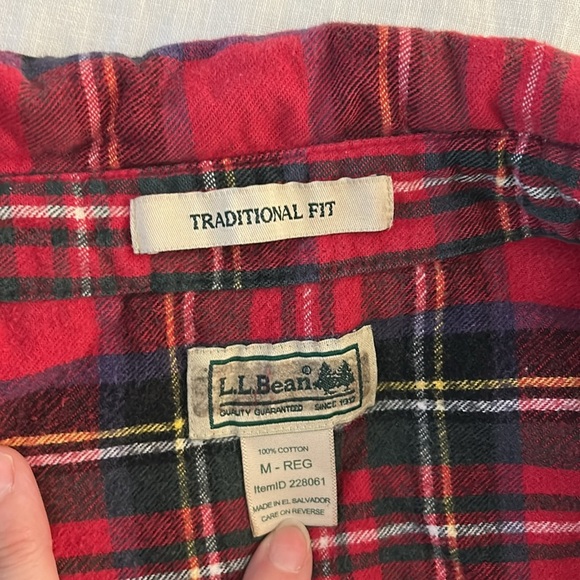 TRADITIONAL FIT
L.L.Bean®
QUALITY GUARANTEED SINCE 1912
100% COTTON
M - REG
ItemID 228061
MADE IN EL SALVADOR
CARE ON REVERSE